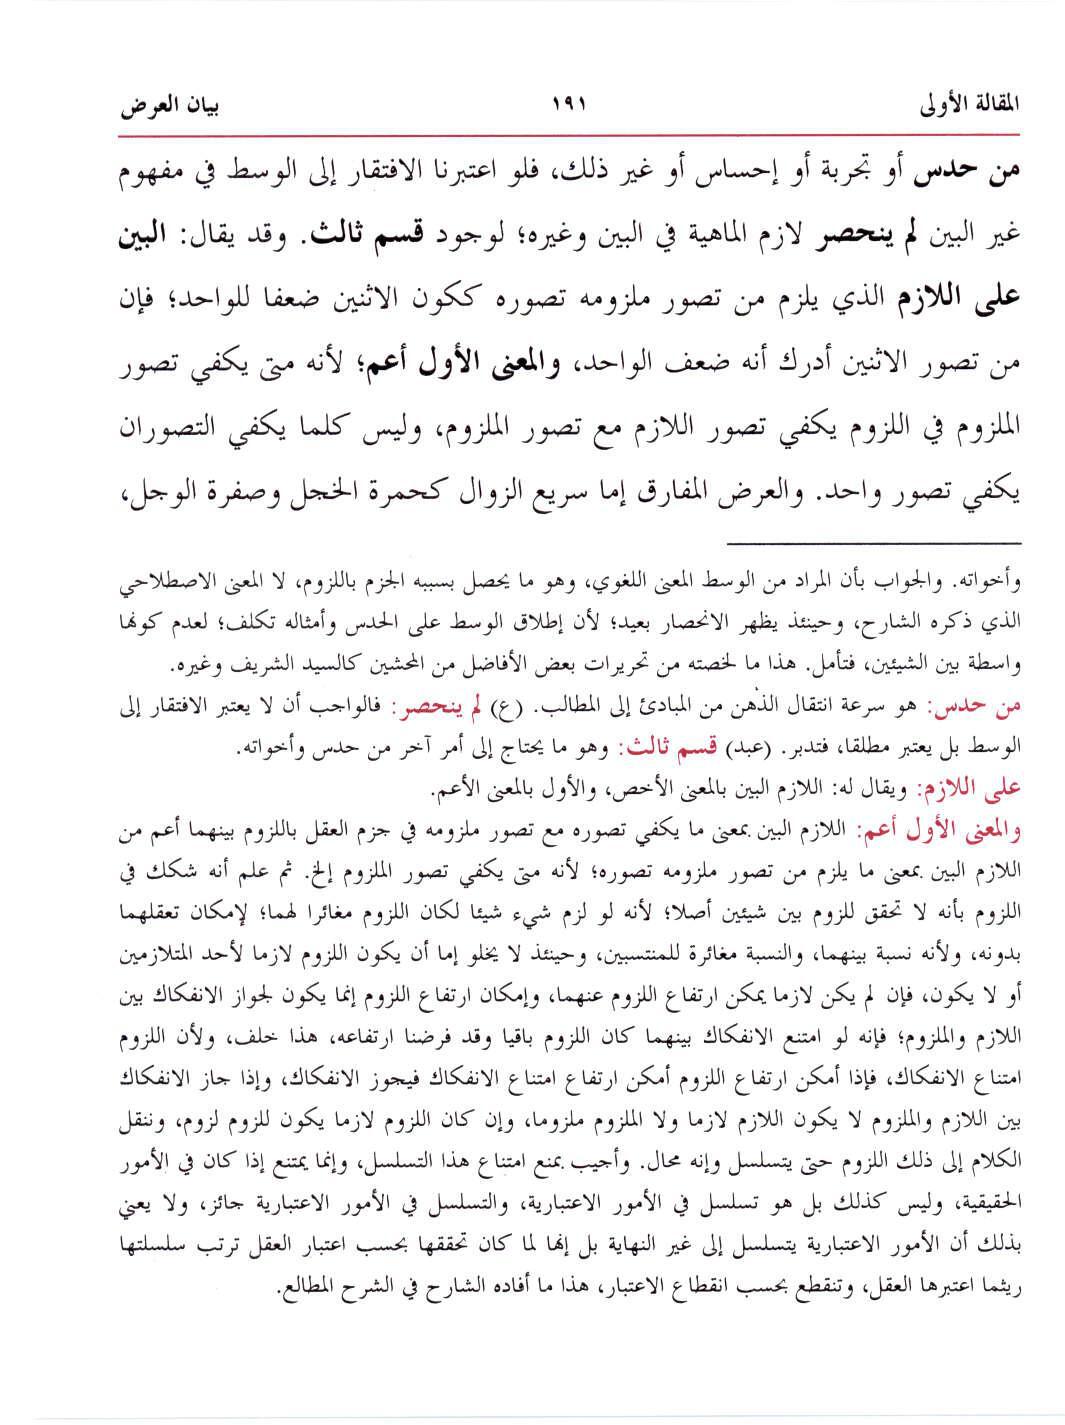 المقالة الأولى ١٩١ بيان العرض
من حدس أو تجربة أو إحساس أو غير ذلك، فلو اعتبرنا الافتقار إلى الوسط في مفهوم
غير البين لم ينحصر لازم الماهية في البين وغيره؛ لوجود قسم ثالث. وقد يقال: البين
على اللازم الذي يلزم من تصور ملزومه تصوره ككون الاثنين ضعفا للواحد؛ فإن
من تصور الاثنين أدرك أنه ضعف الواحد، والمعنى الأول أعم؛ لأنه متى يكفي تصور
الملزوم في اللزوم يكفي تصور اللازم مع تصور الملزوم، وليس كلما يكفي التصوران
يكفي تصور واحد. والعرض المفارق إما سريع الزوال كحمرة الخجل وصفرة الوجل،
وأخواته. والجواب بأن المراد من الوسط المعنى اللغوي، وهو ما يحصل بسببه الجزم باللزوم، لا المعنى الاصطلاحي
الذي ذكره الشارح، وحينئذ يظهر الانحصار بعيد؛ لأن إطلاق الوسط على الحدس وأمثاله تكلف؛ لعدم كونها
واسطة بين الشيئين، فتأمل. هذا ما لخصته من تحريرات بعض الأفاضل من المحشين كالسيد الشريف وغيره.
من حدس: هو سرعة انتقال الذهن من المبادئ إلى المطالب. (ع) لم ينحصر: فالواجب أن لا يعتبر الافتقار إلى
الوسط بل يعتبر مطلقا، فتدبر. (عبد) قسم ثالث: وهو ما يحتاج إلى أمر آخر من حدس وأخواته.
على اللازم: ويقال له: اللازم البين بالمعنى الأخص، والأول بالمعنى الأعم.
والمعنى الأول أعم: اللازم البين بمعنى ما يكفي تصوره مع تصور ملزومه في جزم العقل باللزوم بينهما أعم من
اللازم البين بمعنى ما يلزم من تصور ملزومه تصوره؛ لأنه متى يكفي تصور الملزوم إلخ. ثم علم أنه شكك في
اللزوم بأنه لا تحقق للزوم بين شيئين أصلا؛ لأنه لو لزم شيء شيئا لكان اللزوم مغائرا لهما؛ لإمكان تعقلهما
بدونه، ولأنه نسبة بينهما، والنسبة مغائرة للمنتسبين، وحينئذ لا يخلو إما أن يكون اللزوم لازما لأحد المتلازمين
أو لا يكون، فإن لم يكن لازما يمكن ارتفاع اللزوم عنهما، وإمكان ارتفاع اللزوم إنما يكون لجواز الانفكاك بين
اللازم والملزوم؛ فإنه لو امتنع الانفكاك بينهما كان اللزوم باقيا وقد فرضنا ارتفاعه، هذا خلف، ولأن اللزوم
امتناع الانفكاك، فإذا أمكن ارتفاع اللزوم أمكن ارتفاع امتناع الانفكاك فيجوز الانفكاك، وإذا جاز الانفكاك
بين اللازم والملزوم لا يكون اللازم لازما ولا الملزوم ملزوما، وإن كان اللزوم لازما يكون للزوم لزوم، وننقل
الكلام إلى ذلك اللزوم حتى يتسلسل وإنه محال. وأجيب بمنع امتناع هذا التسلسل، وإنما يمتنع إذا كان في الأمور
الحقيقية، وليس كذلك بل هو تسلسل في الأمور الاعتبارية، والتسلسل في الأمور الاعتبارية جائز، ولا يعني
بذلك أن الأمور الاعتبارية يتسلسل إلى غير النهاية بل إنها لما كان تحققها بحسب اعتبار العقل ترتب سلسلتها
ريثما اعتبرها العقل، وتنقطع بحسب انقطاع الاعتبار، هذا ما أفاده الشارح في الشرح المطالع.